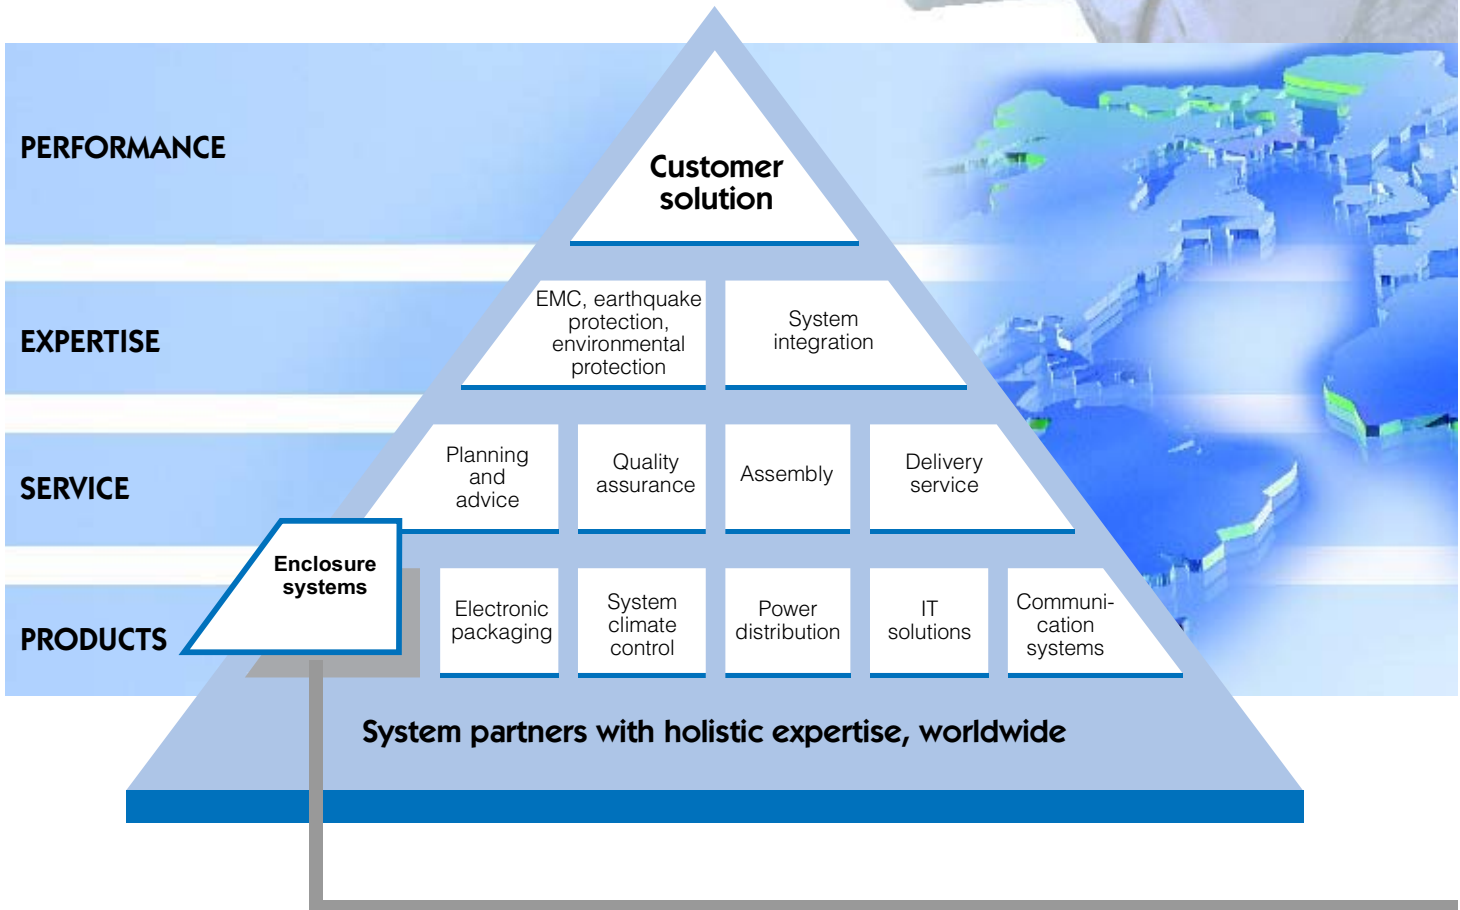 PERFORMANCE
Customer
solution
EXPERTISE
EMC, earthquake
protection,
environmental
protection
System
integration
SERVICE
Planning
and
advice
Quality
assurance
Assembly
Delivery
service
PRODUCTS
Enclosure
systems
Electronic
packaging
System
climate
control
Power
distribution
IT
solutions
Communi-
cation
systems
System partners with holistic expertise, worldwide